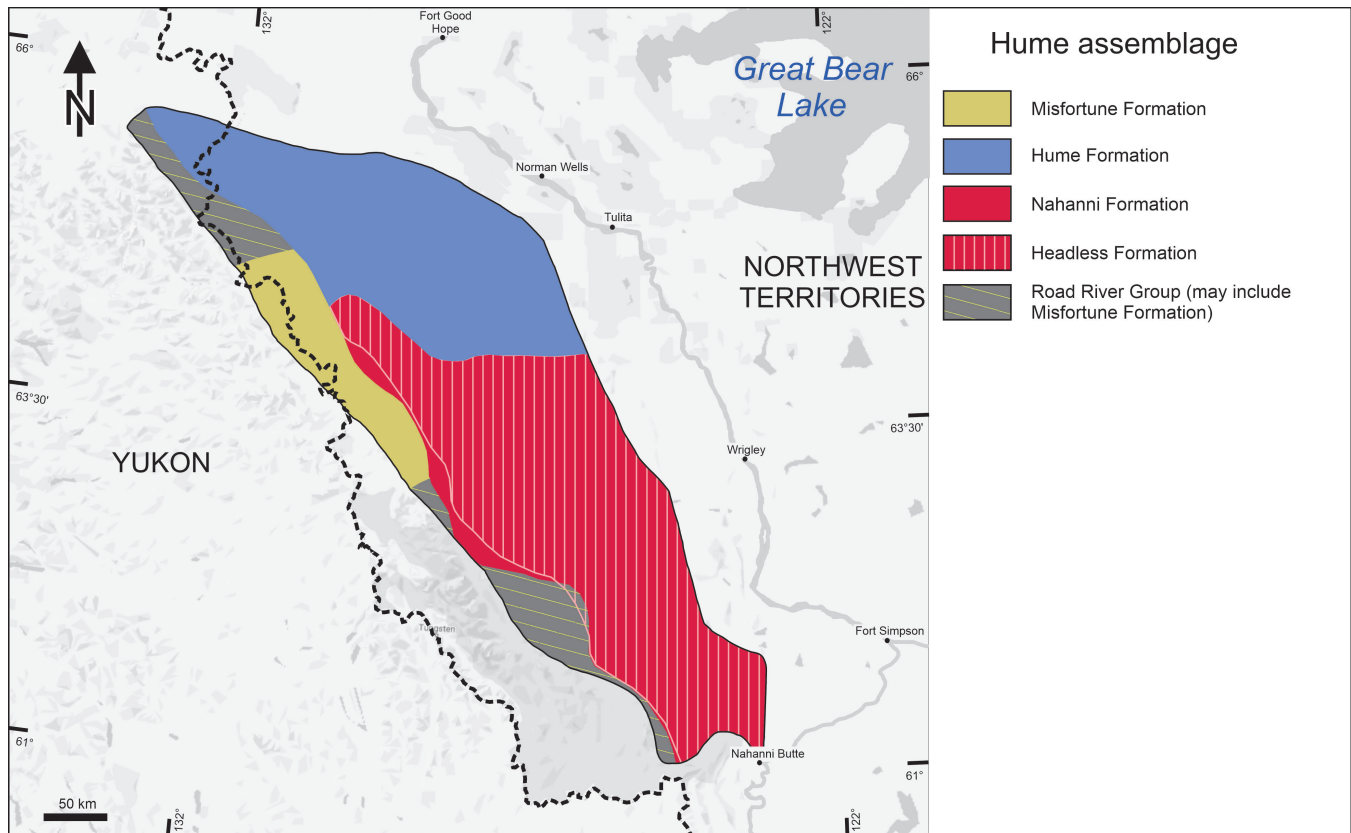 132°
Fort Good
Hope
122°
66°
N
Great Bear
Lake
66°
Norman Wells
Tulita
NORTHWEST
TERRITORIES
63°30'
63°30'
YUKON
Wrigley
Tungsten
Fort Simpson
61°
Nahanni Butte
61°
50 km
132°
122°
Hume assemblage
Misfortune Formation
Hume Formation
Nahanni Formation
Headless Formation
Road River Group (may include
Misfortune Formation)